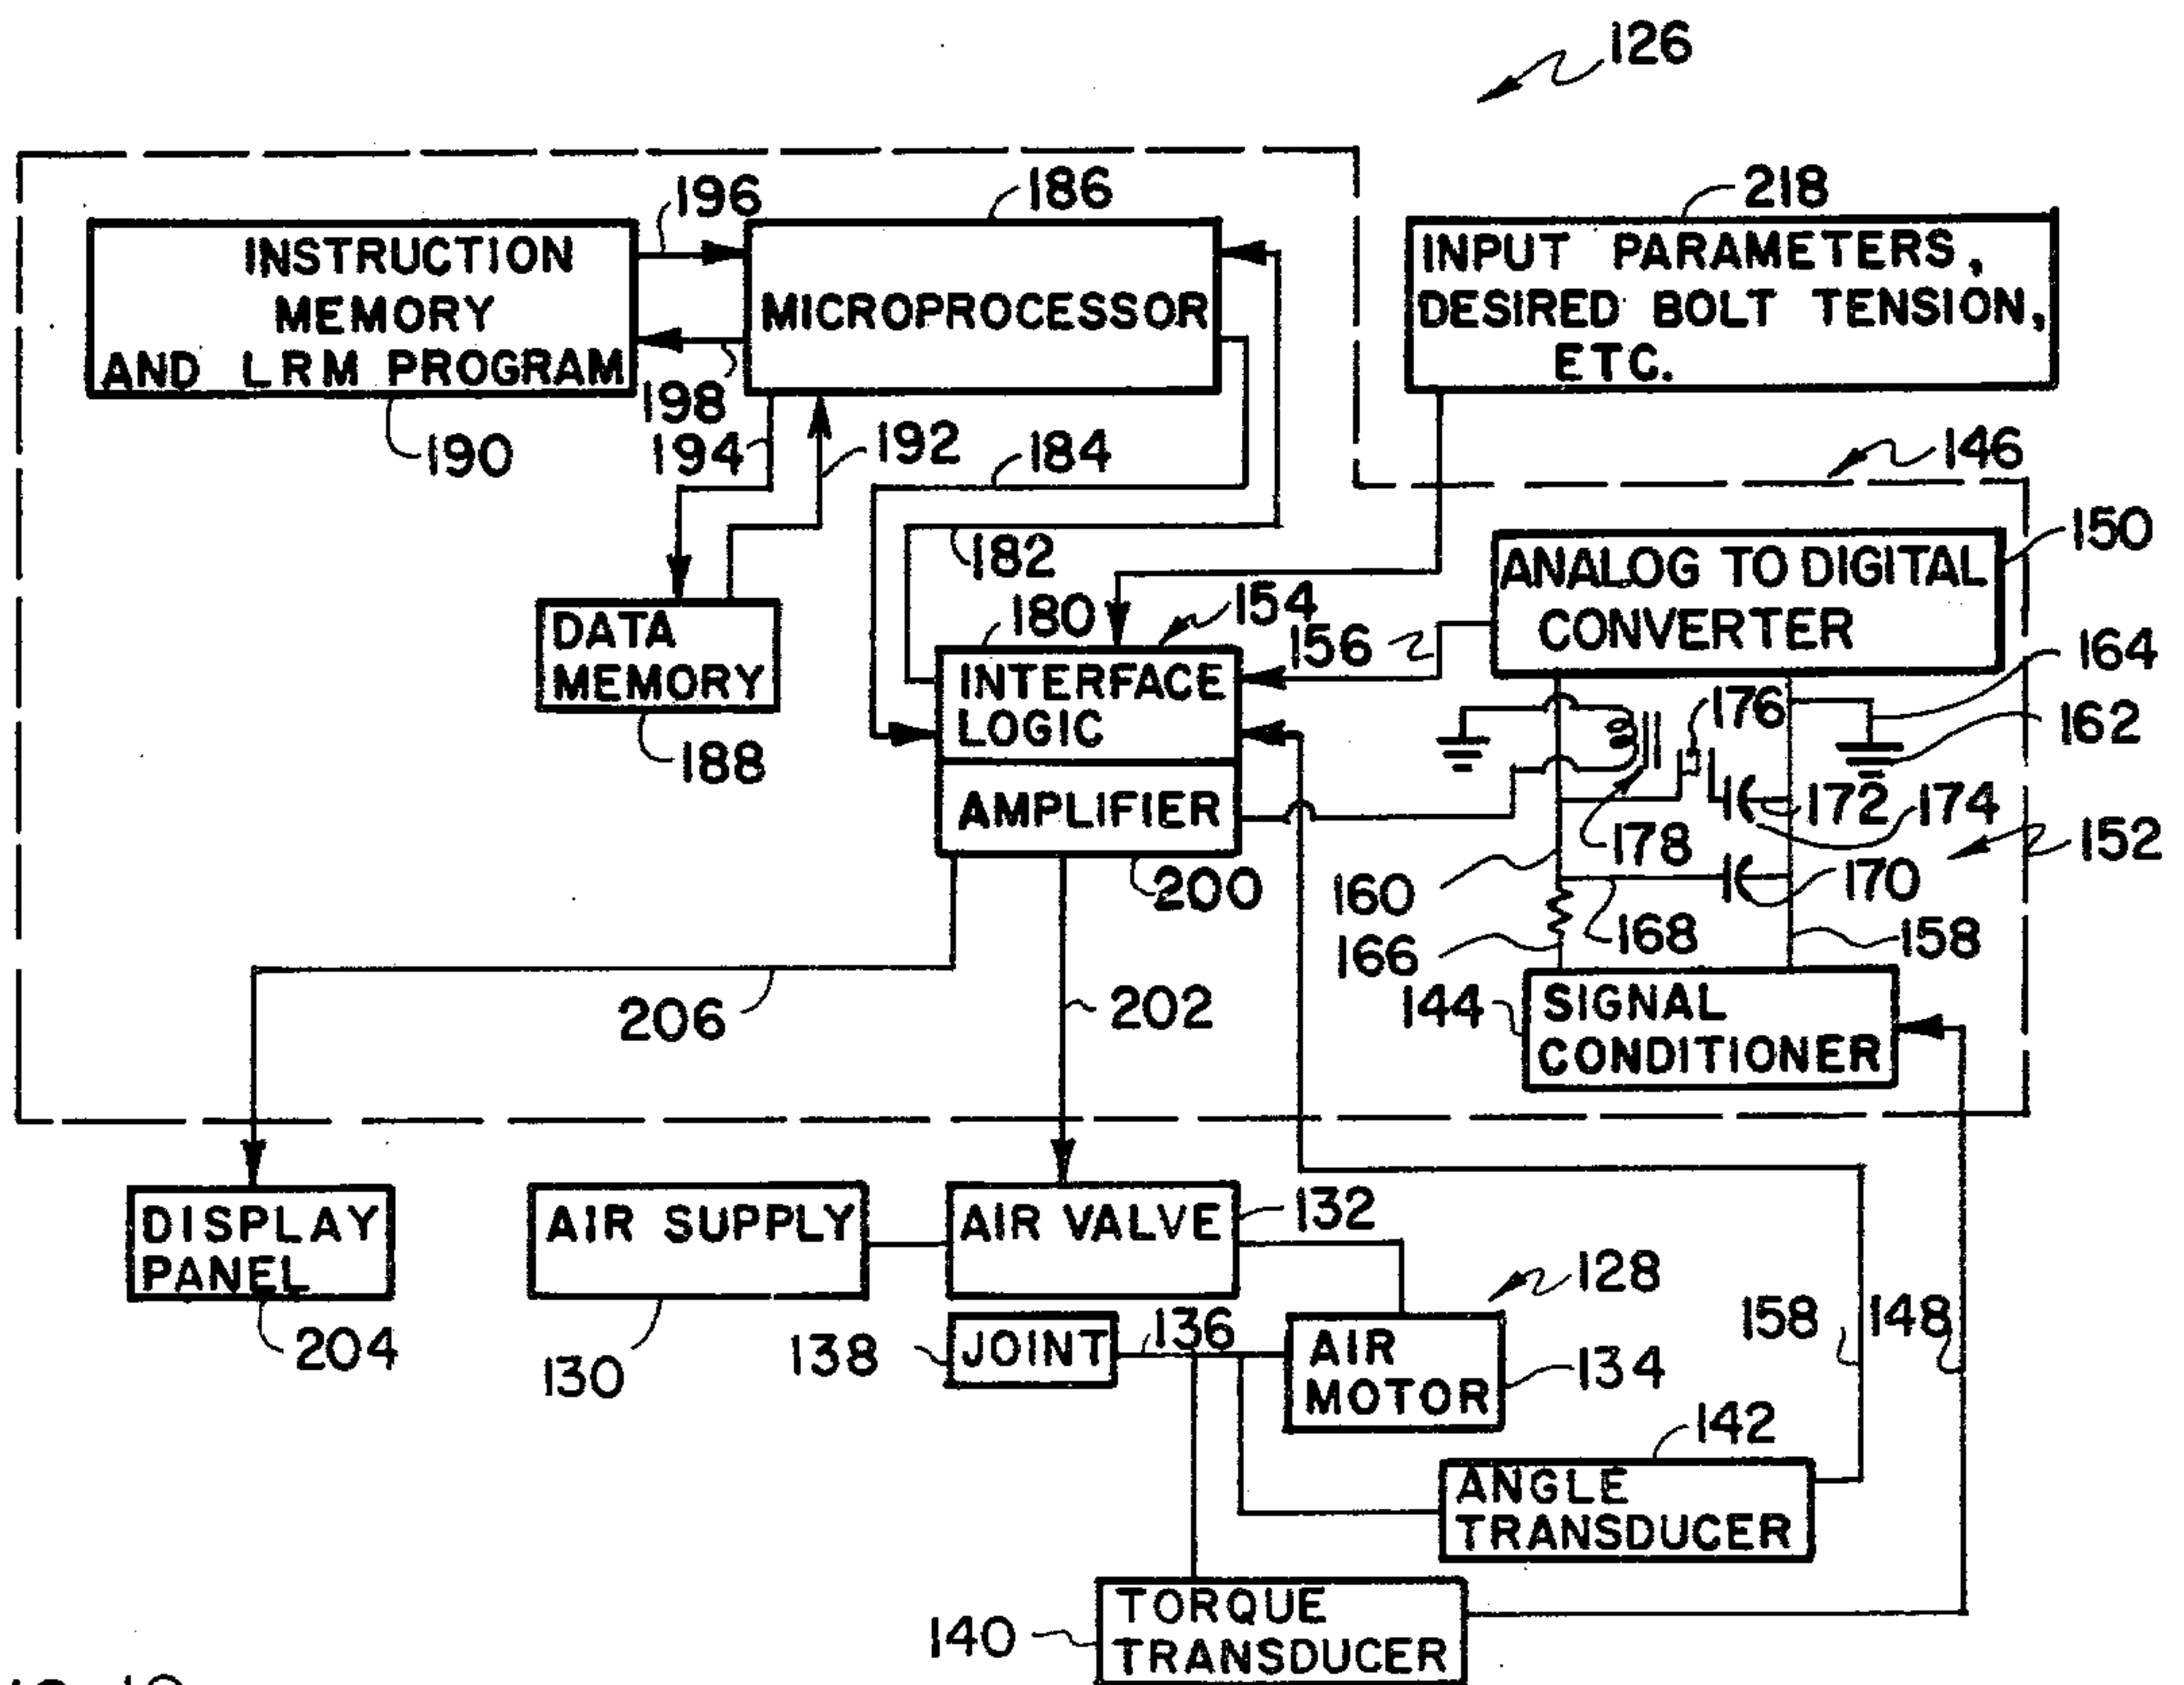 126
196
186
218
INSTRUCTION
MEMORY
AND LRM PROGRAM
MICROPROCESSOR
INPUT PARAMETERS,
DESIRED BOLT TENSION,
ETC.
198
190
194
192
184
146
182
150
ANALOG TO DIGITAL
CONVERTER
DATA
MEMORY
188
180
154
156
164
INTERFACE
LOGIC
176
162
AMPLIFIER
172
174
178
152
200
160
170
168
158
166
206
202
144
SIGNAL
CONDITIONER
DISPLAY
PANEL
204
AIR SUPPLY
130
AIR VALVE
132
128
138
JOINT
136
AIR
MOTOR
134
158
148
142
ANGLE
TRANSDUCER
140
TORQUE
TRANSDUCER